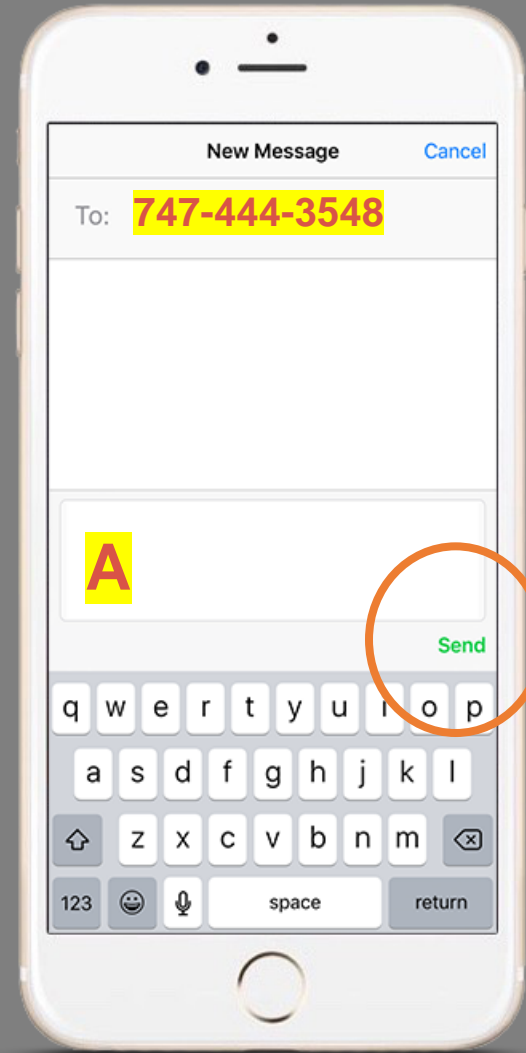 New Message Cancel
To: 747-444-3548
A
Send
q w e r t y u i o p
a s d f g h j k l
z x c v b n m
123 space return